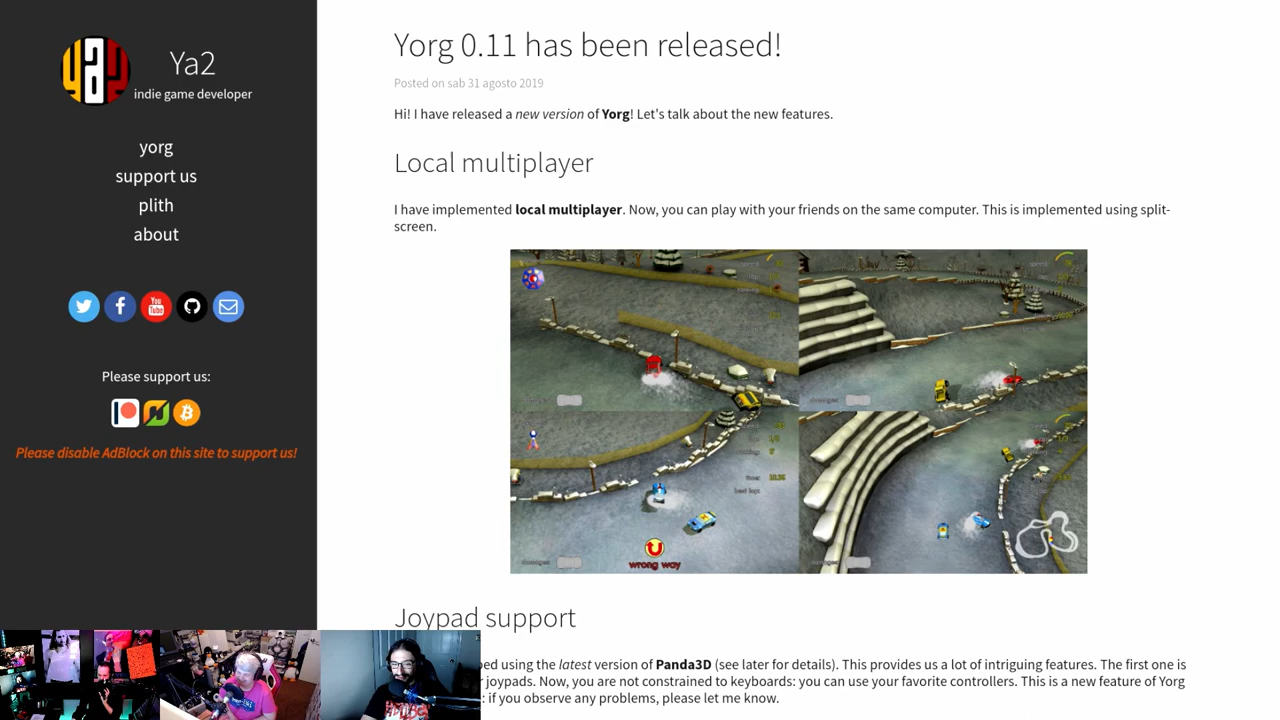 Ya2
indie game developer
yorg
support us
plith
about
You
Tube
Please support us:
Please disable AdBlock on this site to support us!
Yorg 0.11 has been released!
Posted on sab 31 agosto 2019
Hi! I have released a new version of Yorg! Let's talk about the new features.
Local multiplayer
I have implemented local multiplayer. Now, you can play with your friends on the same computer. This is implemented using split-
screen.
wrong way
Joypad support
using the latest version of Panda3D (see later for details). This provides us a lot of intriguing features. The first one is
joypads. Now, you are not constrained to keyboards: you can use your favorite controllers. This is a new feature of Yorg
: if you observe any problems, please let me know.